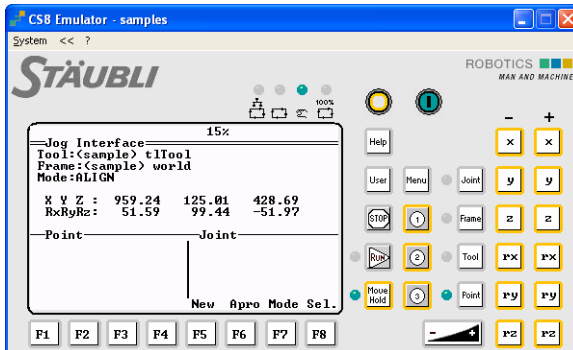 CS8 Emulator - samples
System << ?
STÄUBLI
ROBOTICS
MAN AND MACHINE
100%
15%
Jog Interface
Tool:(sample) tlTool
Frame:(sample) world
Mode:ALIGN
X Y Z : 959.24 125.01 428.69
RxRyRz: 51.59 99.44 -51.97
Point Joint
New Apro Mode Sel.
F1 F2 F3 F4 F5 F6 F7 F8
- +
Help x x
User Menu Joint y y
STOP 1 Frame z z
Run 2 Tool rx rx
Move Hold 3 Point ry ry
- + rz rz